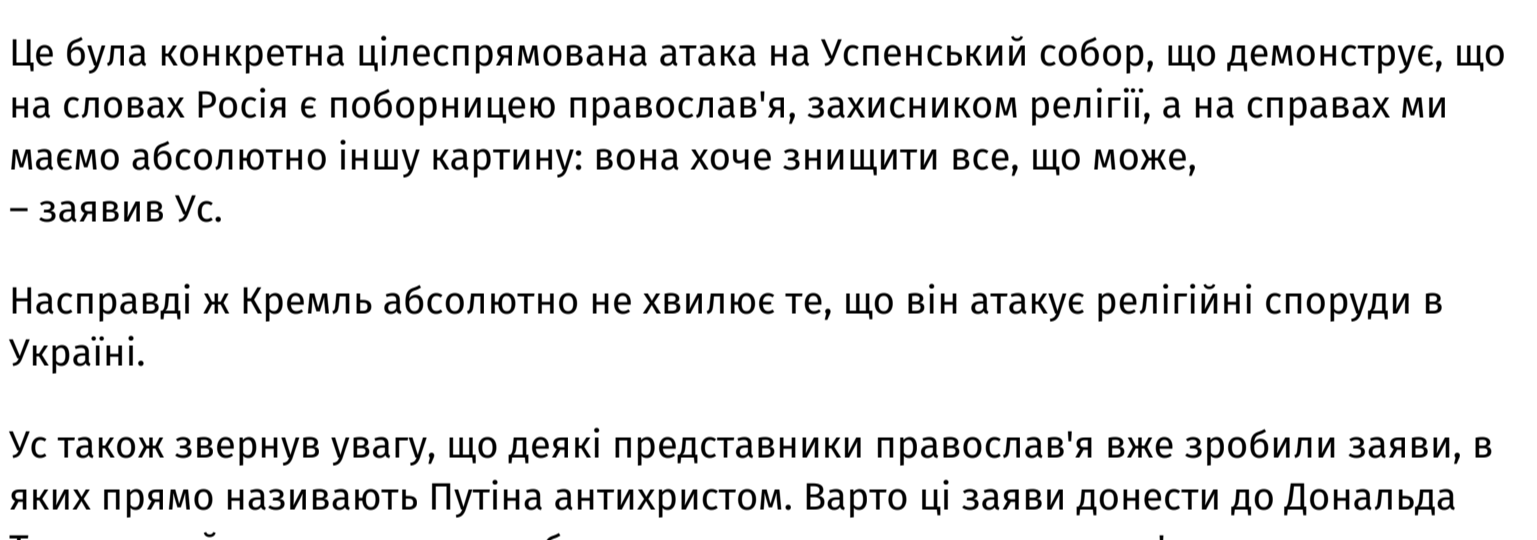 Це була конкретна цілеспрямована атака на Успенський собор, що демонструє, що
на словах Росія є поборницею православ'я, захисником релігії, а на справах ми
маємо абсолютно іншу картину: вона хоче знищити все, що може,
– заявив Ус.
Насправді ж Кремль абсолютно не хвилює те, що він атакує релігійні споруди в
Україні.
Ус також звернув увагу, що деякі представники православ'я вже зробили заяви, в
яких прямо називають Путіна антихристом. Варто ці заяви донести до Дональда